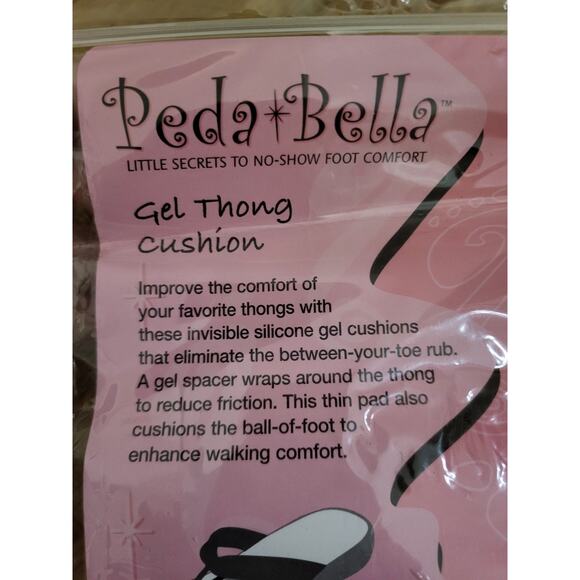 Peda Bella™
LITTLE SECRETS TO NO-SHOW FOOT COMFORT
Gel Thong
Cushion
Improve the comfort of
your favorite thongs with
these invisible silicone gel cushions
that eliminate the between-your-toe rub.
A gel spacer wraps around the thong
to reduce friction. This thin pad also
cushions the ball-of-foot to
enhance walking comfort.